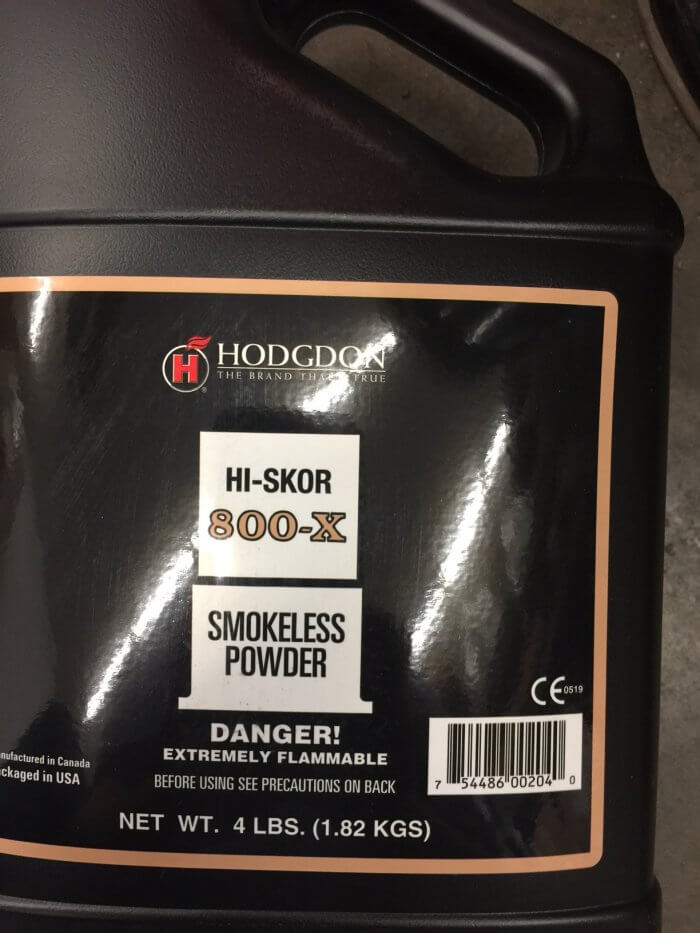 H HODGDON
THE BRAND THAT'S TRUE
®
HI-SKOR
800-X
SMOKELESS
POWDER
CE 0519
DANGER!
EXTREMELY FLAMMABLE
BEFORE USING SEE PRECAUTIONS ON BACK
nufactured in Canada
ckaged in USA
7 54486 00204 0
NET WT. 4 LBS. (1.82 KGS)